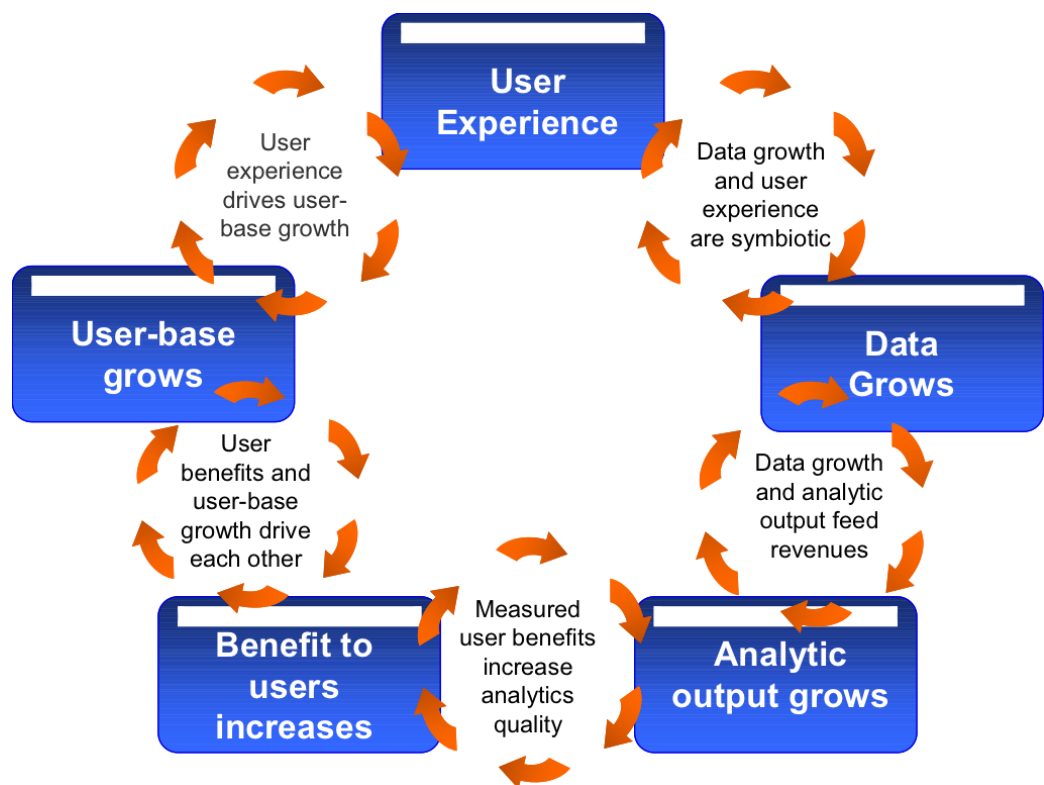 User
Experience
User
experience
drives user-
base growth
Data growth
and user
experience
are symbiotic
User-base
grows
Data
Grows
User
benefits and
user-base
growth drive
each other
Data growth
and analytic
output feed
revenues
Measured
user benefits
increase
analytics
quality
Benefit to
users
increases
Analytic
output grows